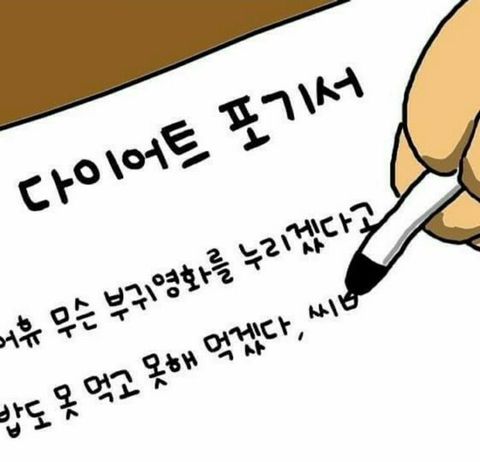 다이어트 포기서
어휴 무슨 부귀영화를 누리겠다고
밥도 못 먹고 못해 먹겠다, 씨ㅂ